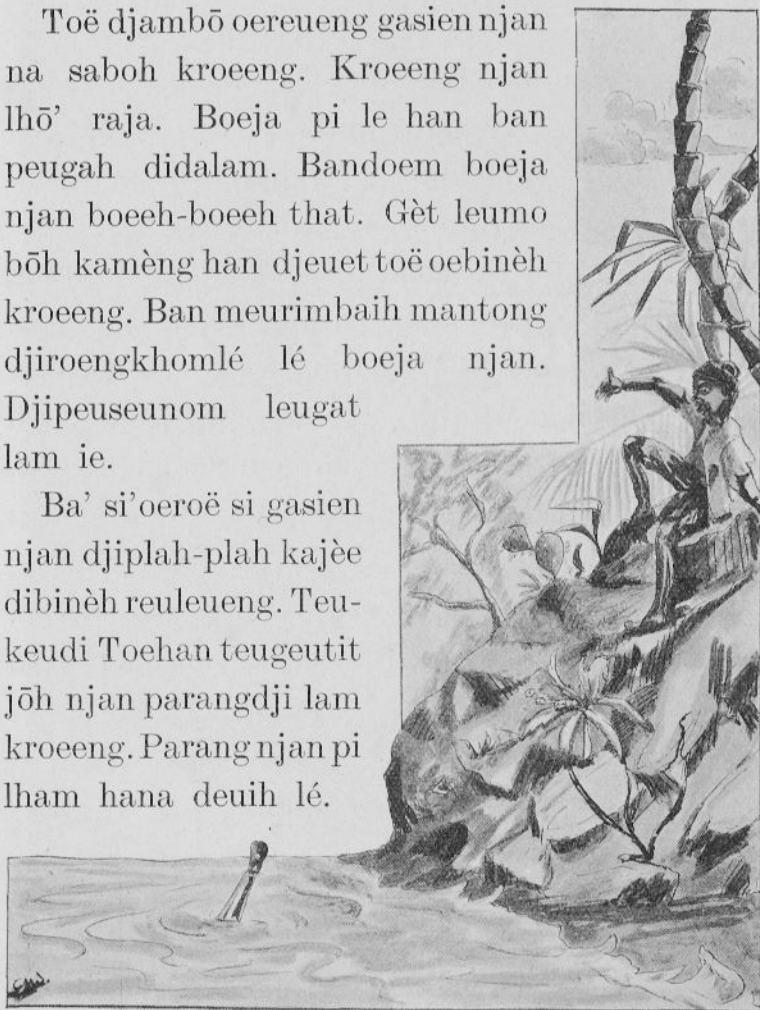 Toë djambō oereueng gasien njan
na saboh kroeeng. Kroeeng njan
lhō’ raja. Boeja pi le han ban
peugah didalam. Bandoem boeja
njan boeëh-boeëh that. Gèt leumo
bōh kamèng han djeuet toë oebinèh
kroeeng. Ban meurimbaih mantong
djiroengkhomlé lé boeja njan.
Djipeuseunom leugat
lam ie.
Ba’ si’oeroë si gasien
njan djiplah-plah kajèe
dibinèh reuleueng. Teu-
keudi Toehan teugeutit
jōh njan parangdji lam
kroeeng. Parang njan pi
lham hana deuih lé.